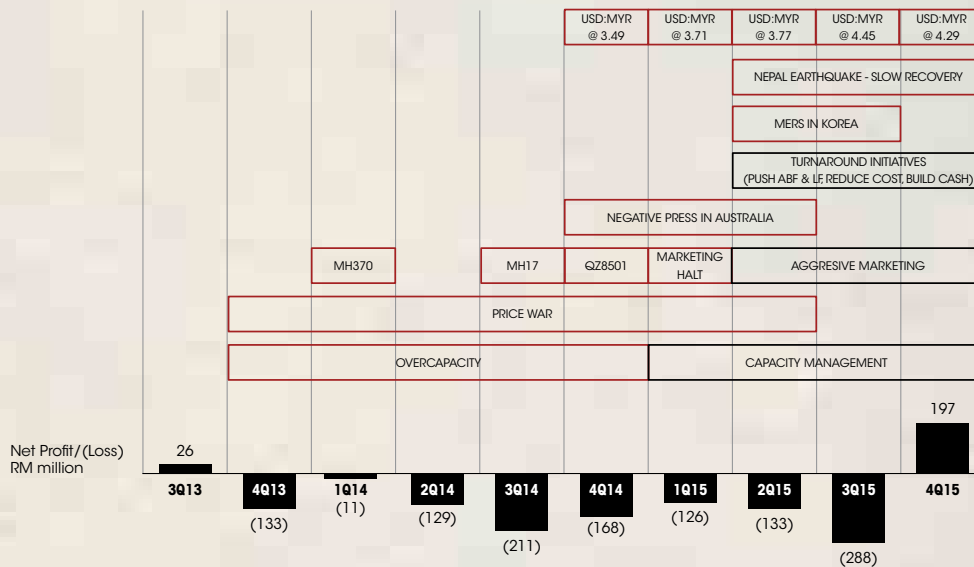 USD:MYR
@ 3.49
USD:MYR
@ 3.71
USD:MYR
@ 3.77
USD:MYR
@ 4.45
USD:MYR
@ 4.29
NEPAL EARTHQUAKE - SLOW RECOVERY
MERS IN KOREA
TURNAROUND INITIATIVES
(PUSH ABF & LF, REDUCE COST, BUILD CASH)
NEGATIVE PRESS IN AUSTRALIA
MH370
MH17
QZ8501
MARKETING
HALT
AGGRESIVE MARKETING
PRICE WAR
OVERCAPACITY
CAPACITY MANAGEMENT
Net Profit/(Loss)
RM million
26
197
3Q13
4Q13
1Q14
2Q14
3Q14
4Q14
1Q15
2Q15
3Q15
4Q15
(133)
(11)
(129)
(211)
(168)
(126)
(133)
(288)